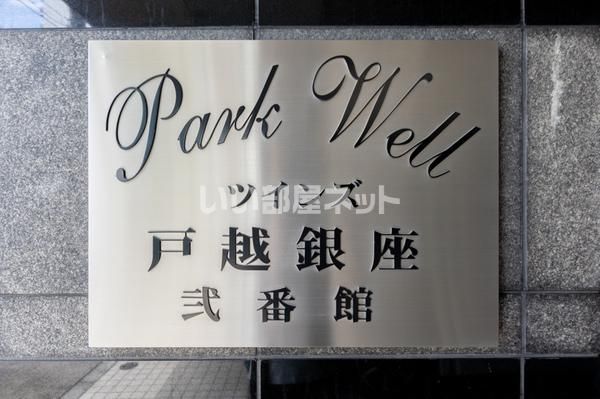 Park Well
ツインズ
いい部屋ネット
戸越銀座
弐番館